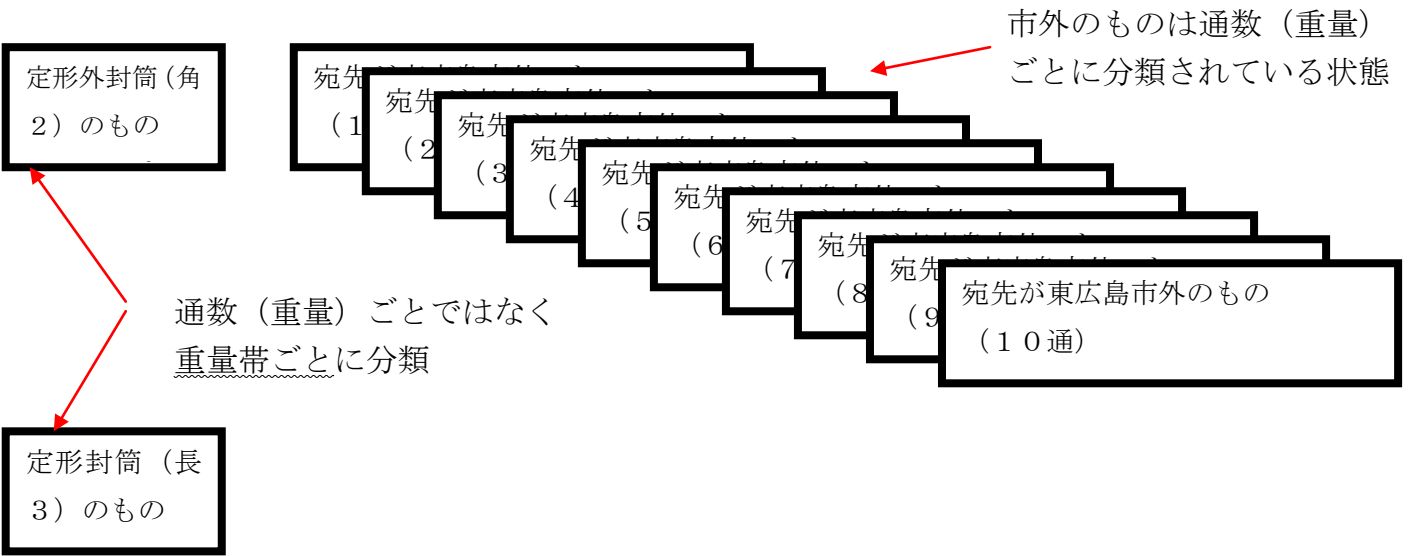 市外のものは通数（重量）
ごとに分類されている状態
定形外封筒（角
２）のもの
宛先
（１
宛先
（２
宛先
（３
宛先
（４
宛先
（５
宛先
（６
宛先
（７
宛先
（８
宛先
（９
宛先が東広島市外のもの
（１０通）
通数（重量）ごとではなく
重量帯ごとに分類
定形封筒（長
３）のもの